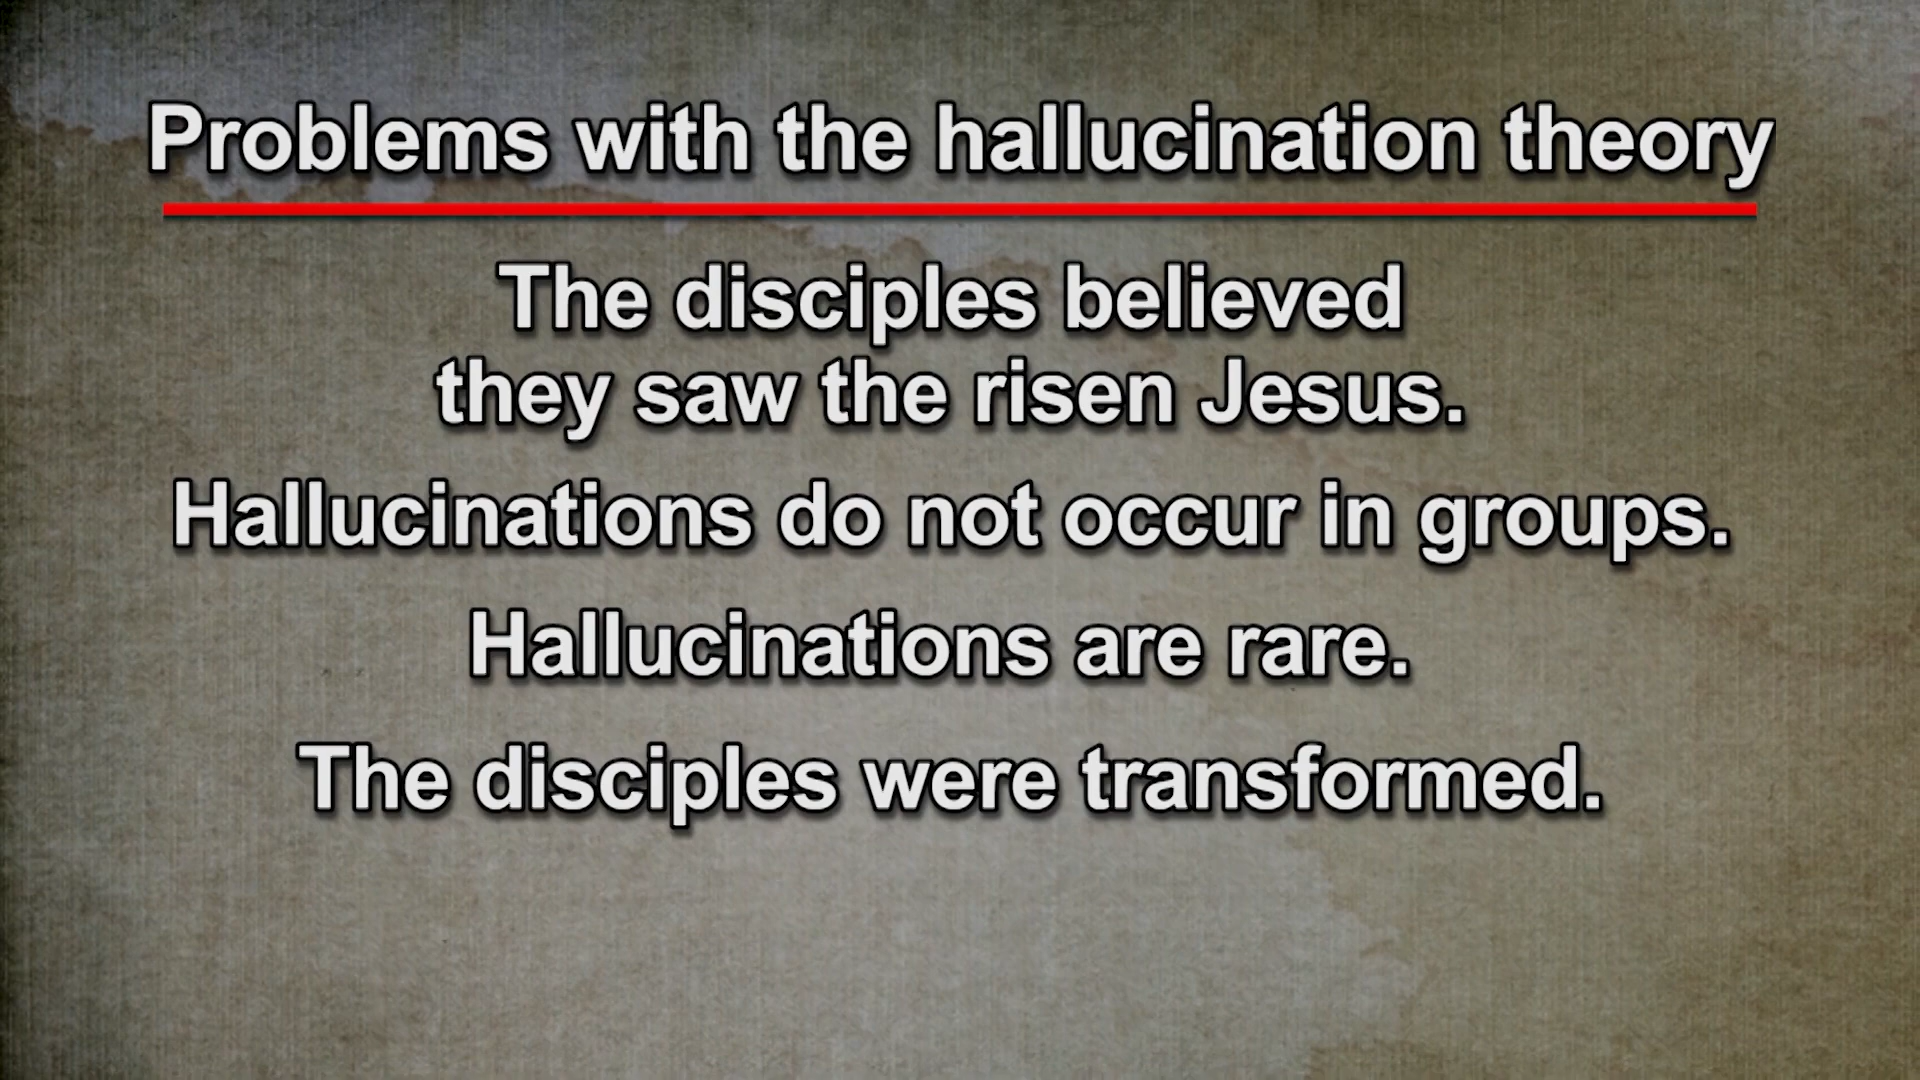 Problems with the hallucination theory
The disciples believed
they saw the risen Jesus.
Hallucinations do not occur in groups.
Hallucinations are rare.
The disciples were transformed.